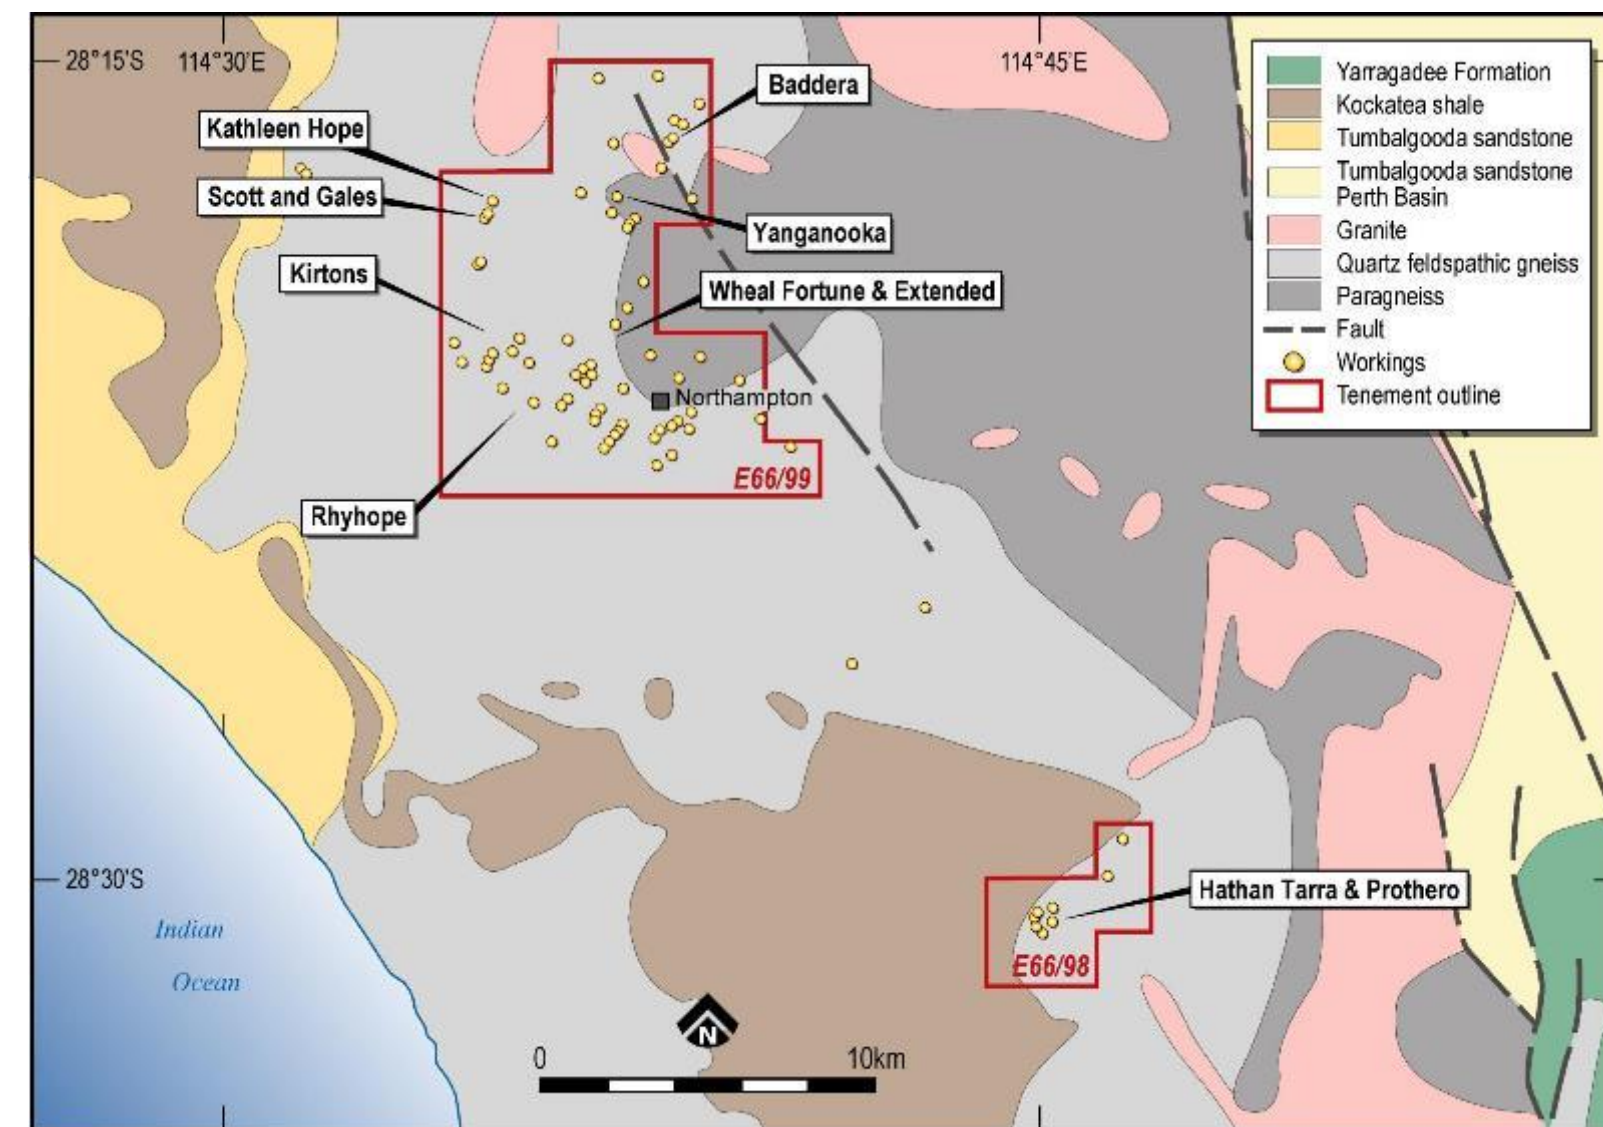 28°15'S
114°30'E
114°45'E
Baddera
Kathleen Hope
Scott and Gales
Yanganooka
Kirtons
Wheal Fortune & Extended
Northampton
E66/99
Rhyhope
Yarragadee Formation
Kockatea shale
Tumbalgooda sandstone
Tumbalgooda sandstone
Perth Basin
Granite
Quartz feldspathic gneiss
Paragneiss
Fault
Workings
Tenement outline
28°30'S
Hathan Tarra & Prothero
E66/98
Indian
Ocean
N
0
10km